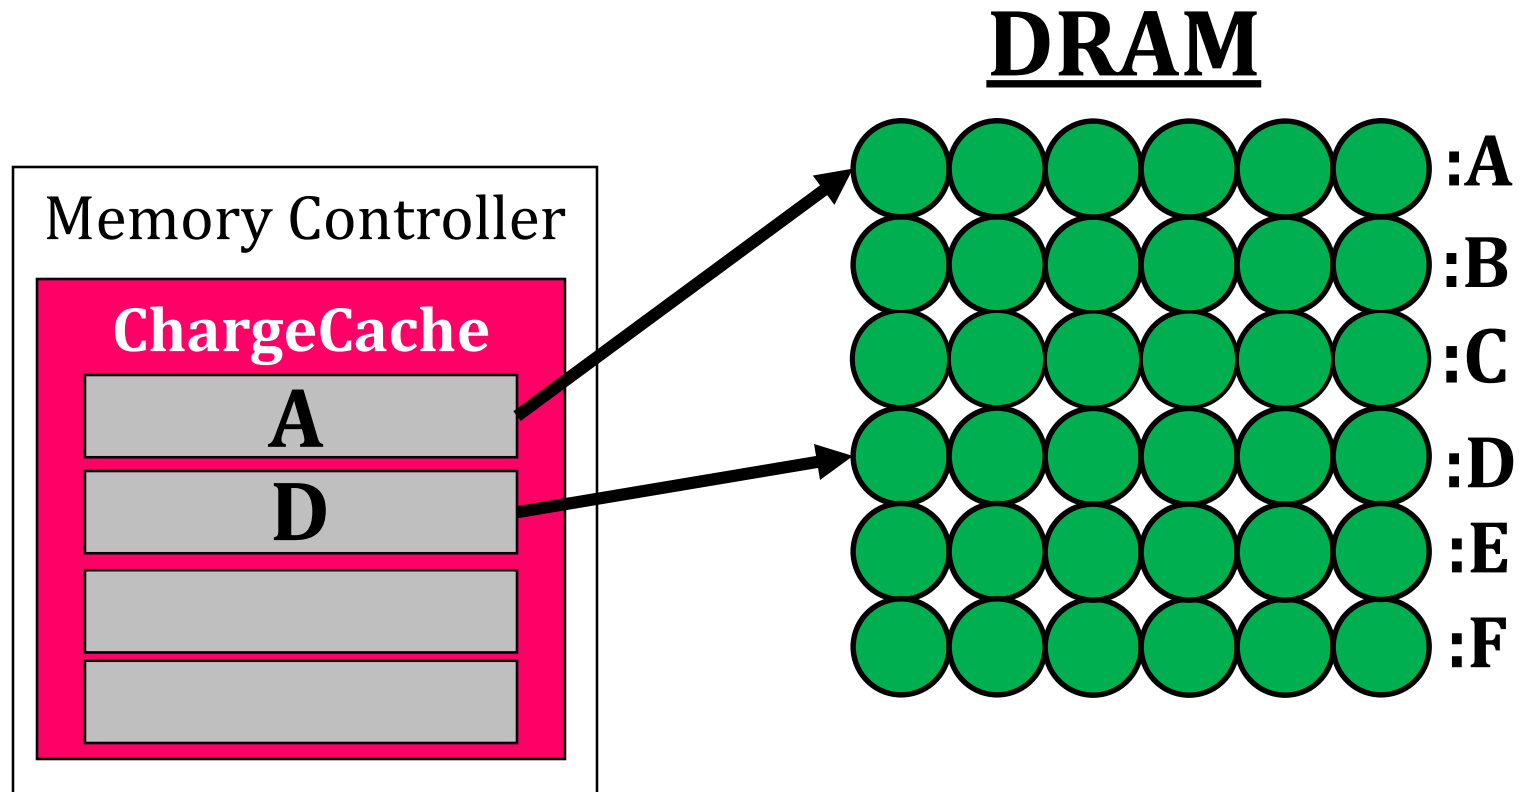 DRAM
Memory Controller
ChargeCache
A
D
:A
:B
:C
:D
:E
:F